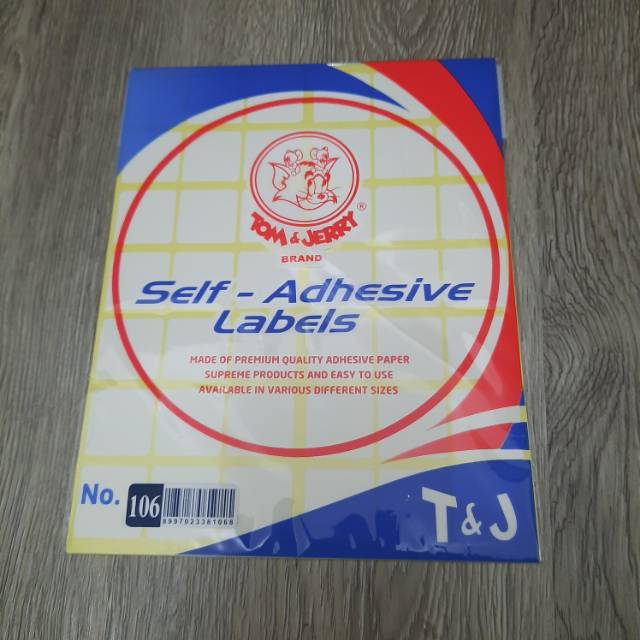 TOM & JERRY ®
BRAND
Self - Adhesive
Labels
MADE OF PREMIUM QUALITY ADHESIVE PAPER
SUPREME PRODUCTS AND EASY TO USE
AVAILABLE IN VARIOUS DIFFERENT SIZES
No. 106
8997023281068
T & J